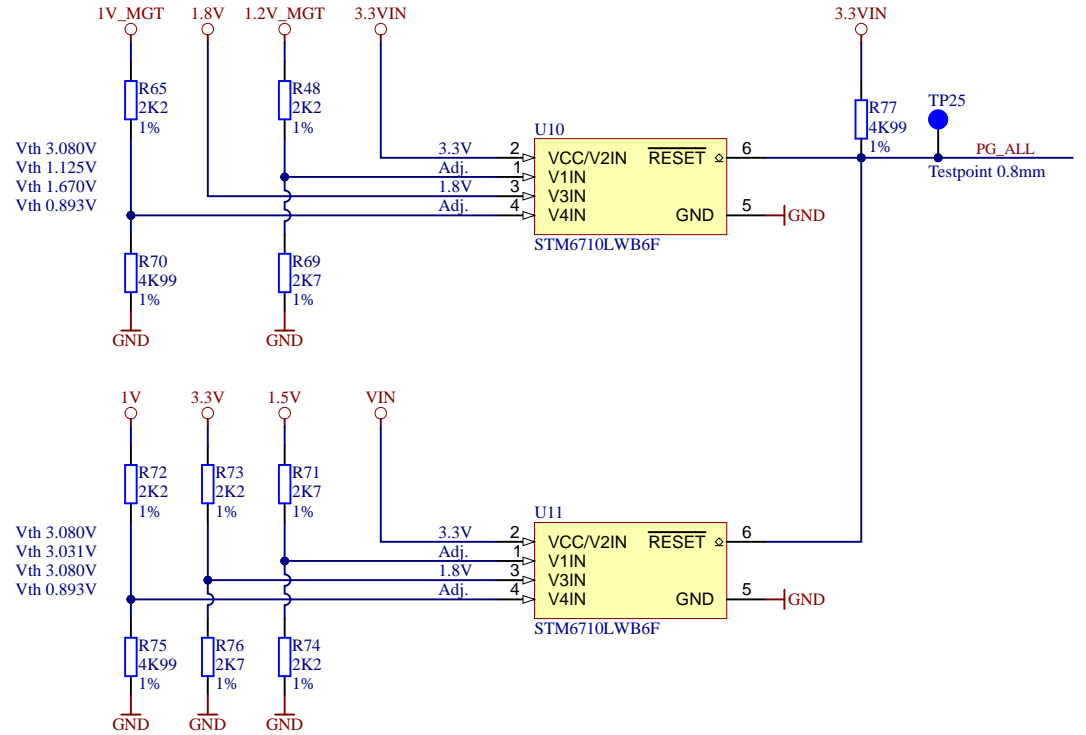 1V_MGT
1.8V
1.2V_MGT
3.3VIN
3.3VIN
R65
2K2
1%
R48
2K2
1%
R77
4K99
1%
TP25
Vth 3.080V
Vth 1.125V
Vth 1.670V
Vth 0.893V
3.3V
Adj.
1.8V
Adj.
2
1
3
4
U10
VCC/V2IN
V1IN
V3IN
V4IN
RESET
GND
STM6710LWB6F
6
5
GND
PG_ALL
Testpoint 0.8mm
R70
4K99
1%
R69
2K7
1%
GND
GND
1V
3.3V
1.5V
VIN
R72
2K2
1%
R73
2K2
1%
R71
2K7
1%
Vth 3.080V
Vth 3.031V
Vth 3.080V
Vth 0.893V
3.3V
Adj.
1.8V
Adj.
2
1
3
4
U11
VCC/V2IN
V1IN
V3IN
V4IN
RESET
GND
STM6710LWB6F
6
5
GND
R75
4K99
1%
R76
2K7
1%
R74
2K2
1%
GND
GND
GND